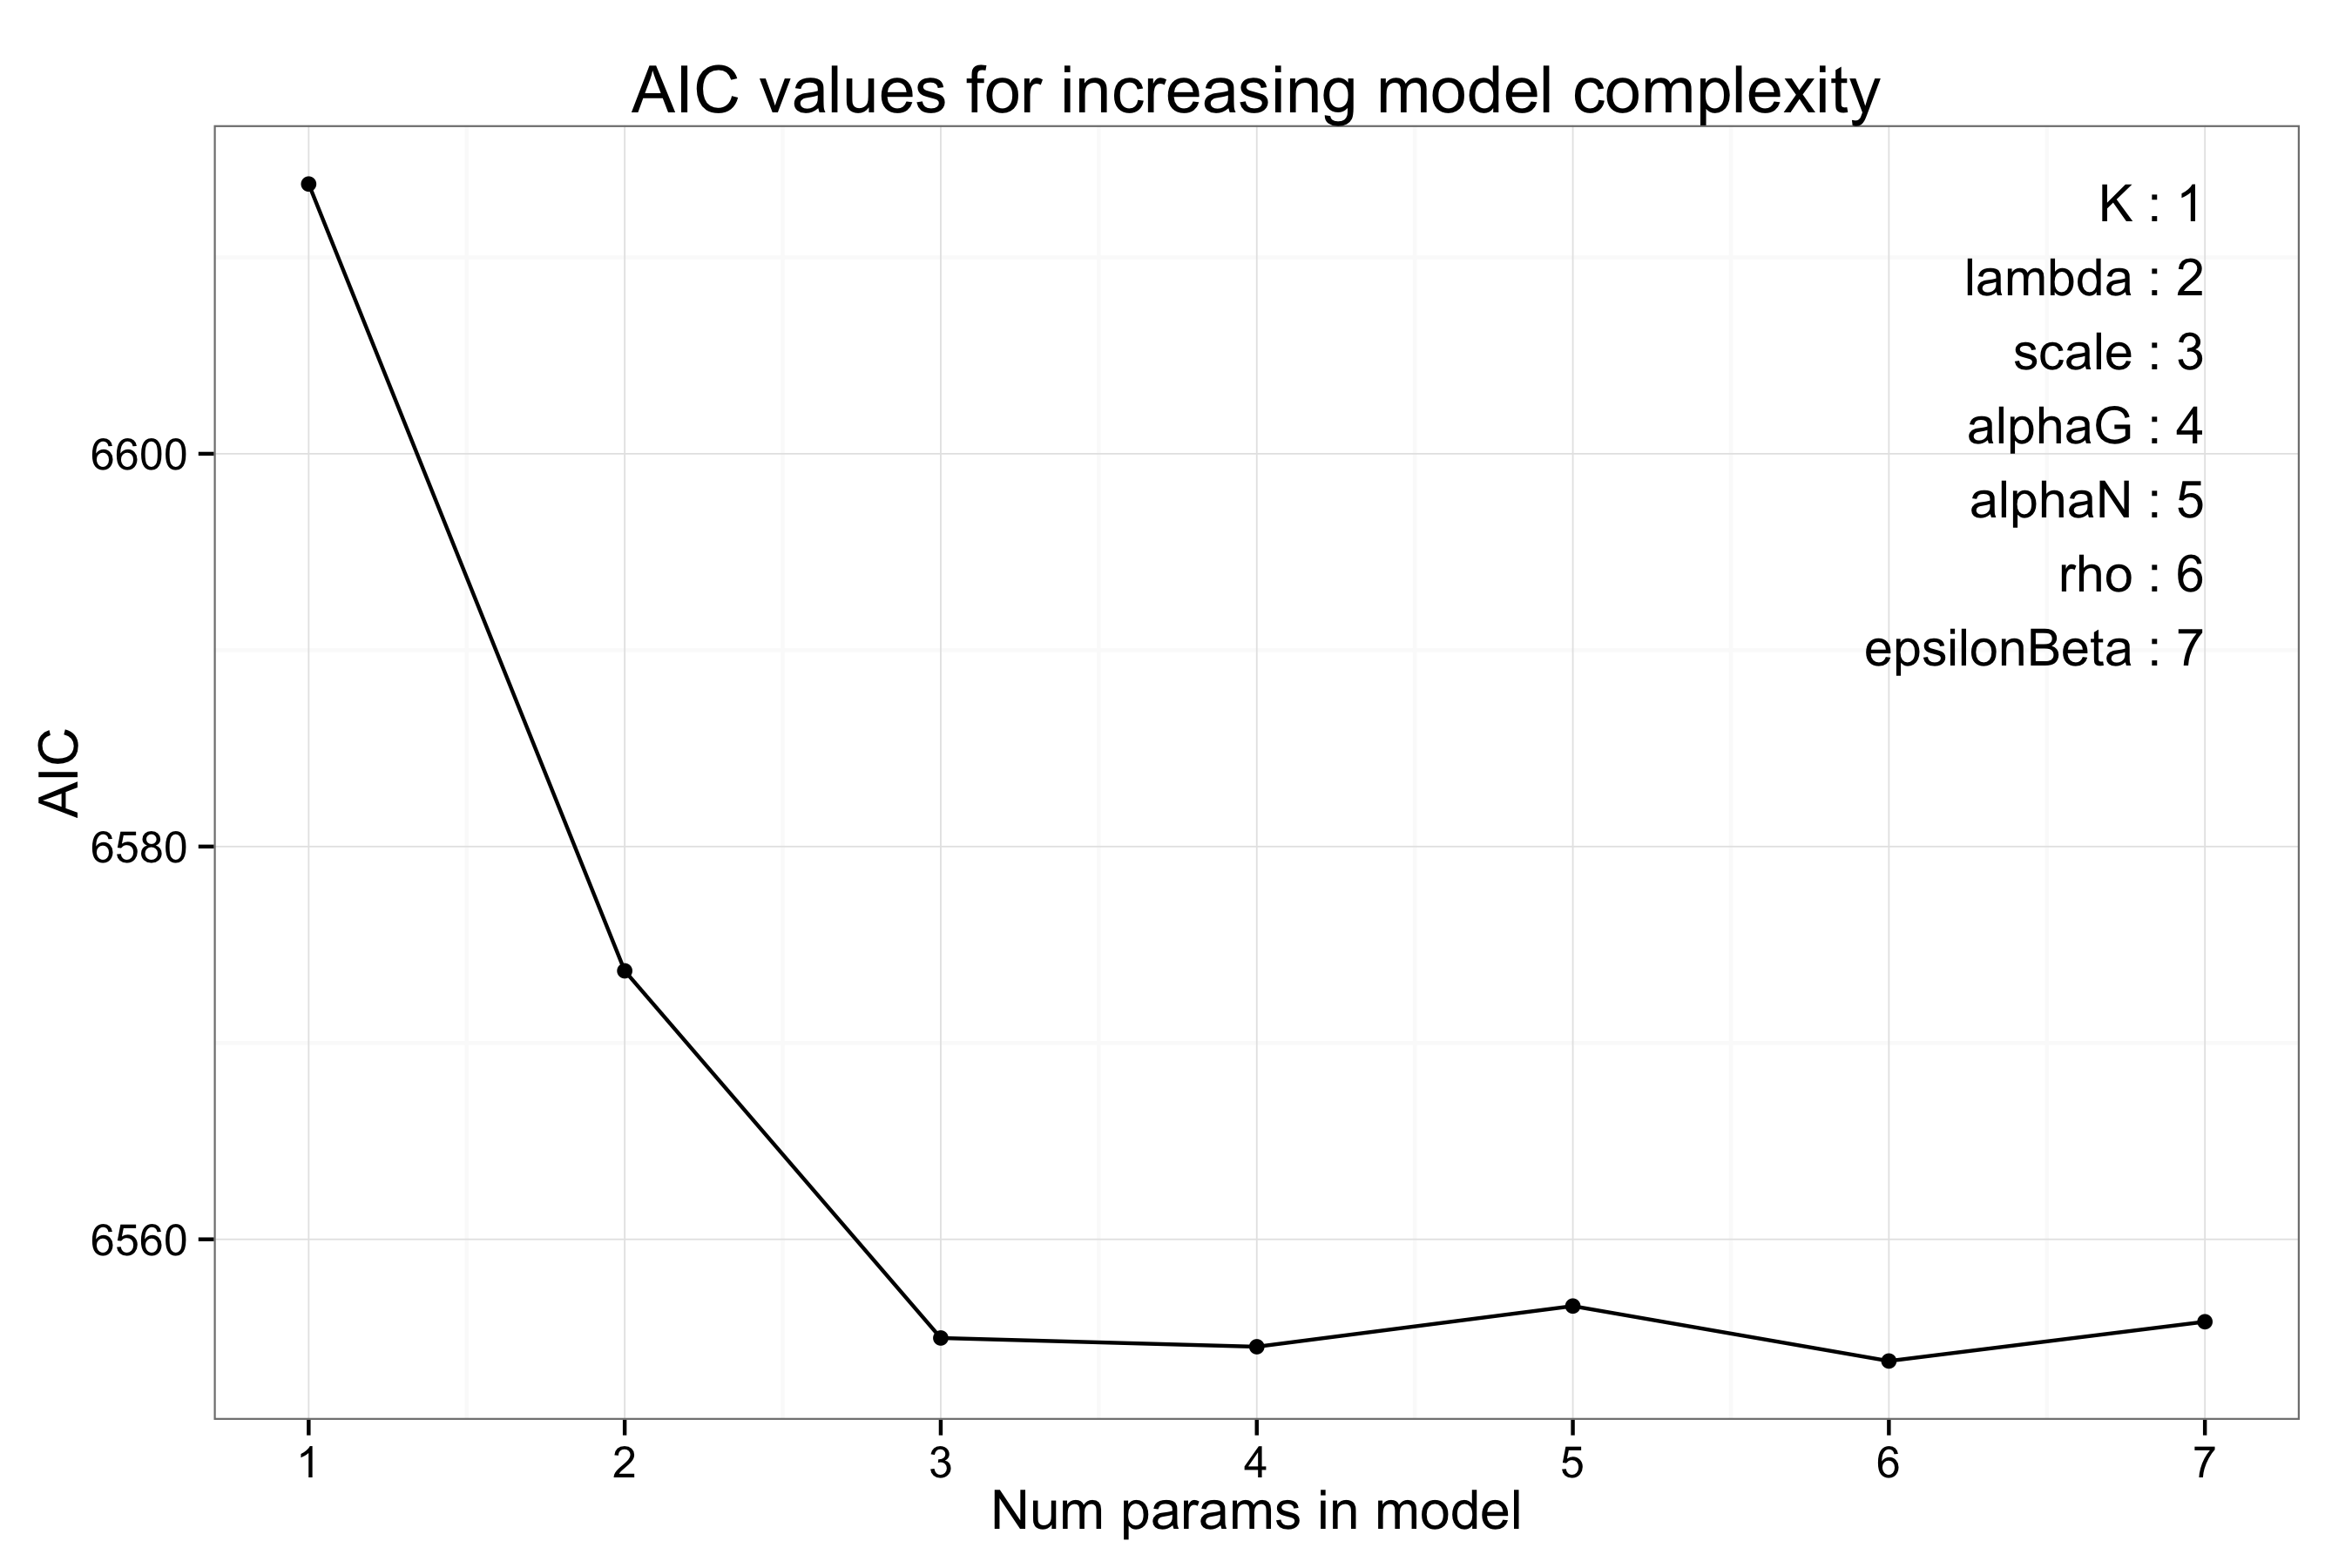 AIC values for increasing model complexity
K : 1
lambda : 2
scale : 3
alphaG : 4
alphaN : 5
rho : 6
epsilonBeta : 7
AIC
6600
6580
6560
1 2 3 4 5 6 7
Num params in model